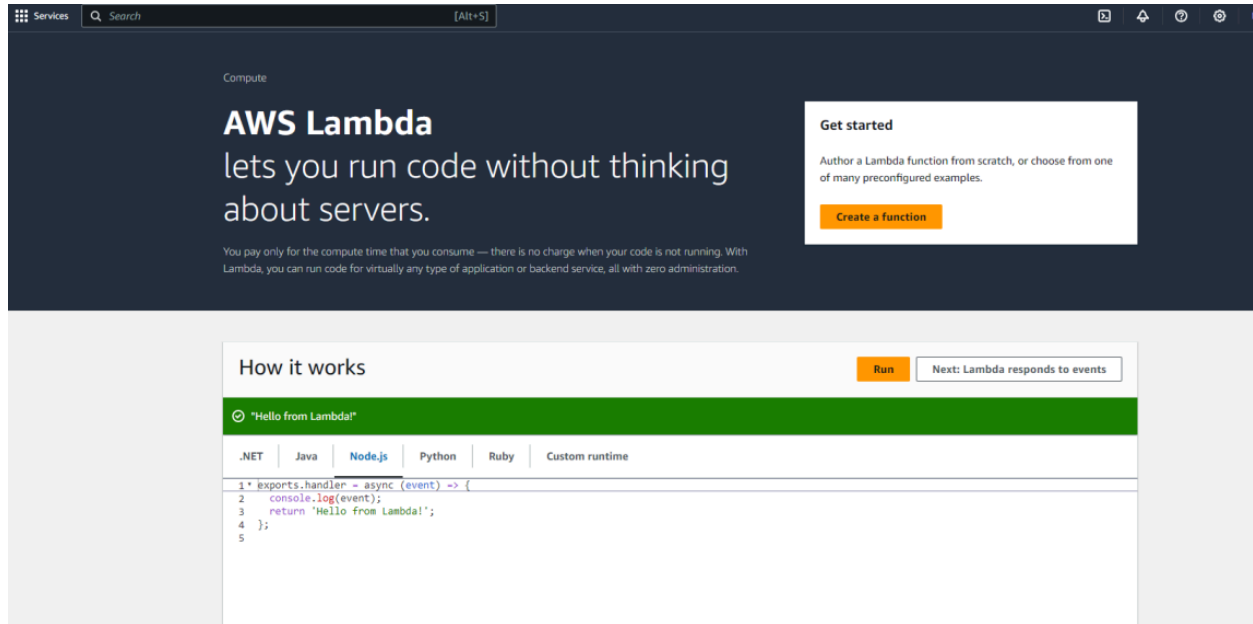 Services
Search
[Alt+S]
Compute
AWS Lambda
lets you run code without thinking
about servers.
You pay only for the compute time that you consume — there is no charge when your code is not running. With
Lambda, you can run code for virtually any type of application or backend service, all with zero administration.
Get started
Author a Lambda function from scratch, or choose from one
of many preconfigured examples.
Create a function
How it works
Run
Next: Lambda responds to events
"Hello from Lambda!"
.NET
Java
Node.js
Python
Ruby
Custom runtime
1 exports.handler = async (event) => {
2 console.log(event);
3 return 'Hello from Lambda!';
4 };
5